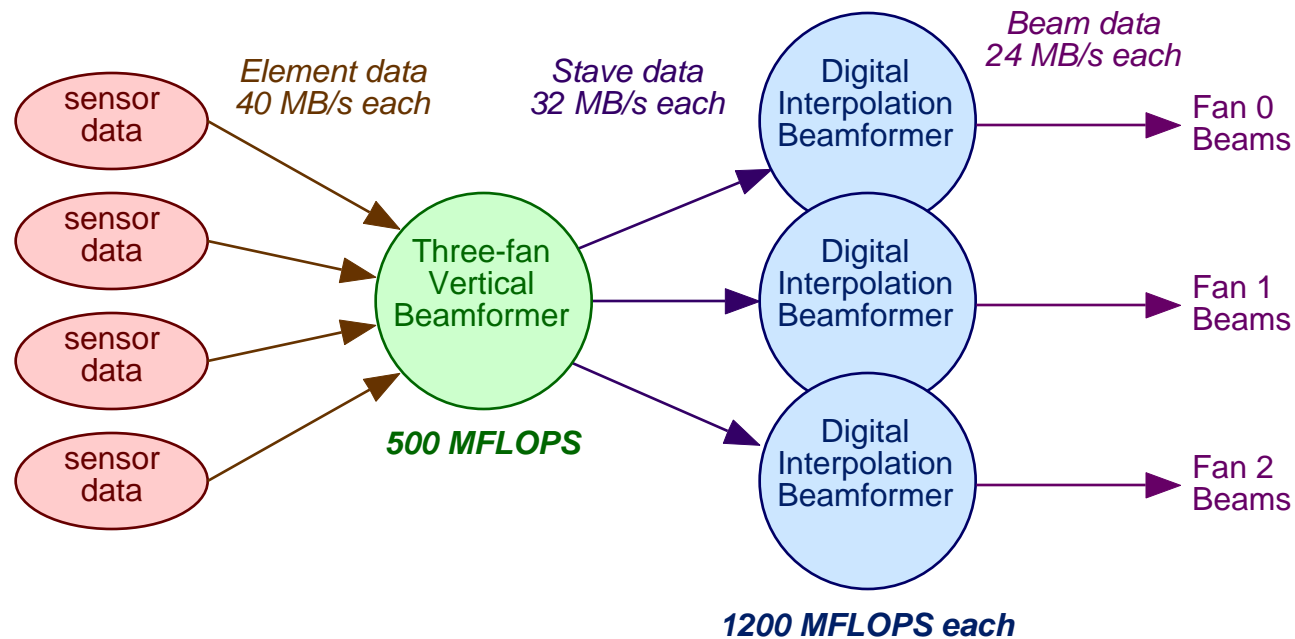 sensor
data
sensor
data
sensor
data
sensor
data
Element data
40 MB/s each
Three-fan
Vertical
Beamformer
500 MFLOPS
Stave data
32 MB/s each
Digital
Interpolation
Beamformer
Digital
Interpolation
Beamformer
Digital
Interpolation
Beamformer
1200 MFLOPS each
Beam data
24 MB/s each
Fan 0
Beams
Fan 1
Beams
Fan 2
Beams